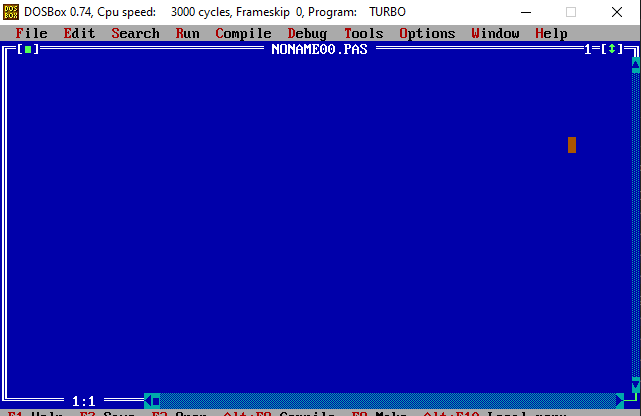 DOSBox 0.74, Cpu speed: 3000 cycles, Frameskip 0, Program: TURBO
File Edit Search Run Compile Debug Tools Options Window Help
NONAME00.PAS 1
1:1
F1 Help F2 Save F3 Open Alt+F9 Compile F9 Make Alt+F10 Local menu